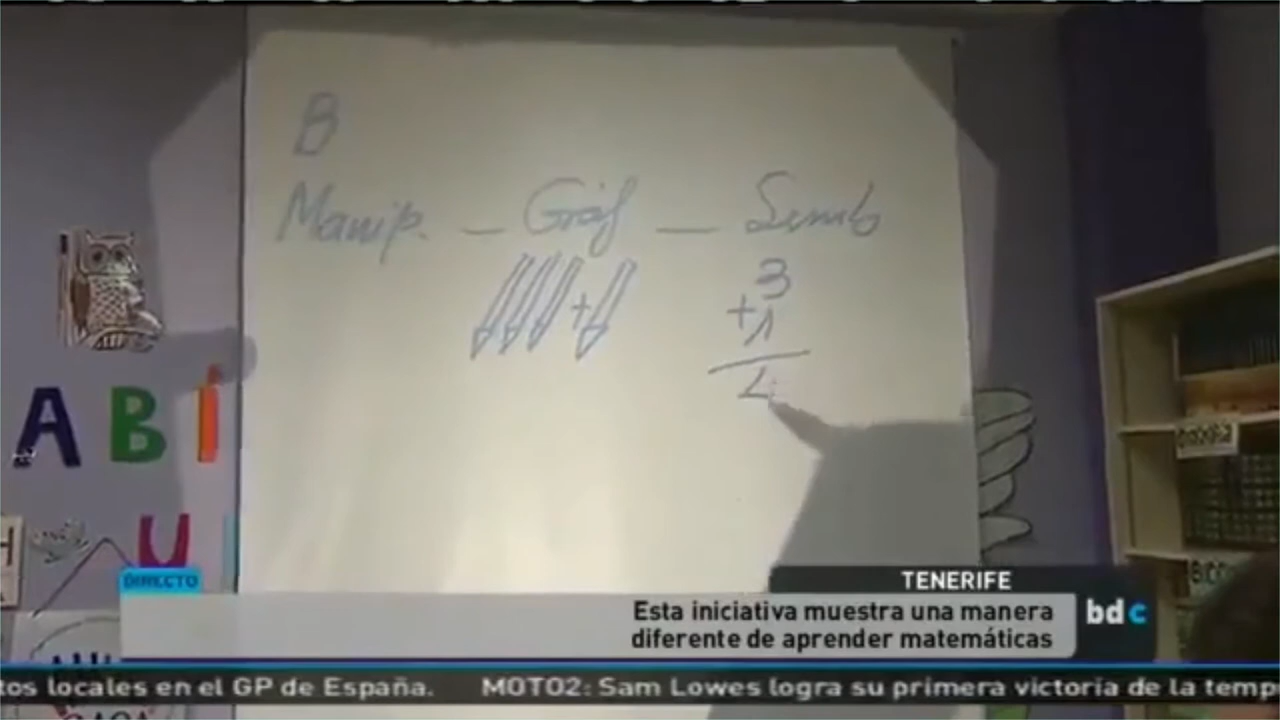 B
Manip. — Gráf — Simb
+
3
+1
4
A B Í
U
DIRECTO
TENERIFE
Esta iniciativa muestra una manera
diferente de aprender matemáticas
bdc
tos locales en el GP de España. MOTO2: Sam Lowes logra su primera victoria de la temp